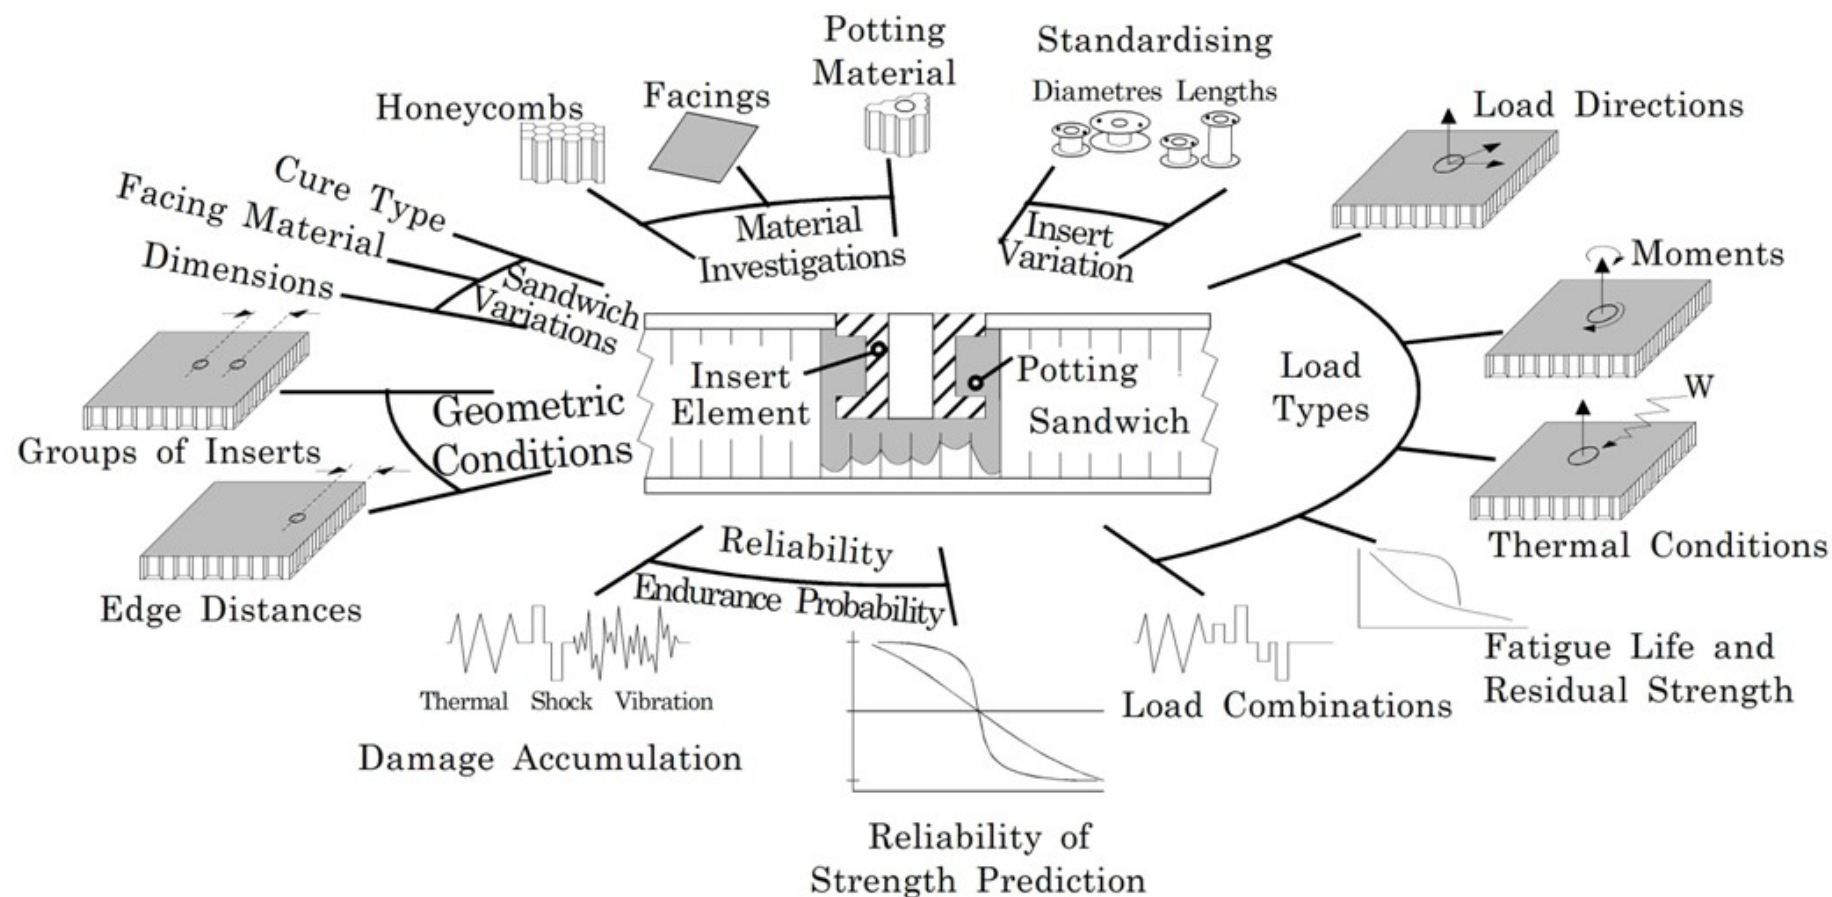 Potting
Material
Standardising
Diametres Lengths
Honeycombs
Facings
Load Directions
Cure Type
Facing Material
Dimensions
Material
Investigations
Insert
Variation
Sandwich
Variations
Moments
Groups of Inserts
Geometric
Conditions
Insert
Element
Potting
Sandwich
Load
Types
W
Thermal Conditions
Edge Distances
Reliability
Endurance Probability
Thermal Shock Vibration
Damage Accumulation
Load Combinations
Fatigue Life and
Residual Strength
Reliability of
Strength Prediction